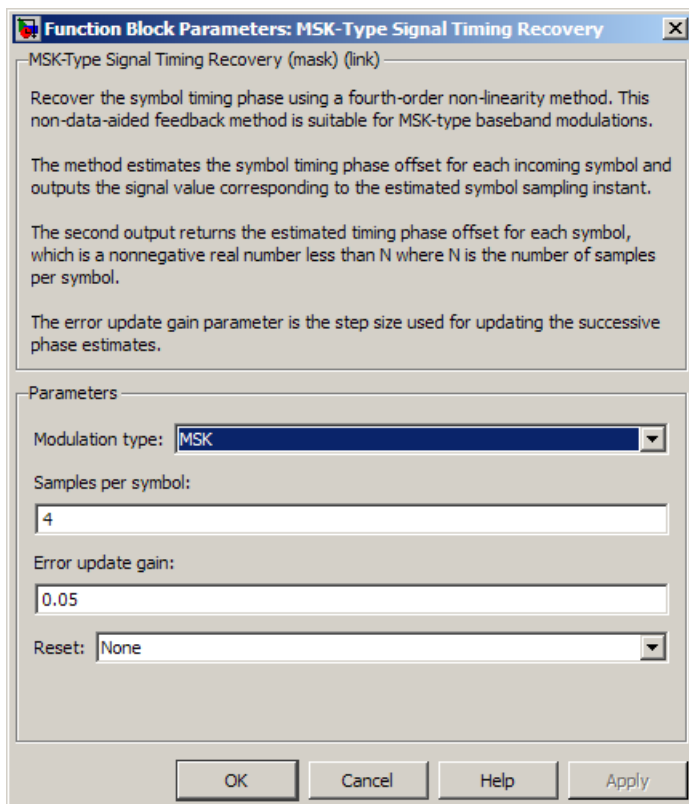 Function Block Parameters: MSK-Type Signal Timing Recovery
MSK-Type Signal Timing Recovery (mask) (link)
Recover the symbol timing phase using a fourth-order non-linearity method. This
non-data-aided feedback method is suitable for MSK-type baseband modulations.
The method estimates the symbol timing phase offset for each incoming symbol and
outputs the signal value corresponding to the estimated symbol sampling instant.
The second output returns the estimated timing phase offset for each symbol,
which is a nonnegative real number less than N where N is the number of samples
per symbol.
The error update gain parameter is the step size used for updating the successive
phase estimates.
Parameters
Modulation type: MSK
Samples per symbol:
4
Error update gain:
0.05
Reset: None
OK Cancel Help Apply